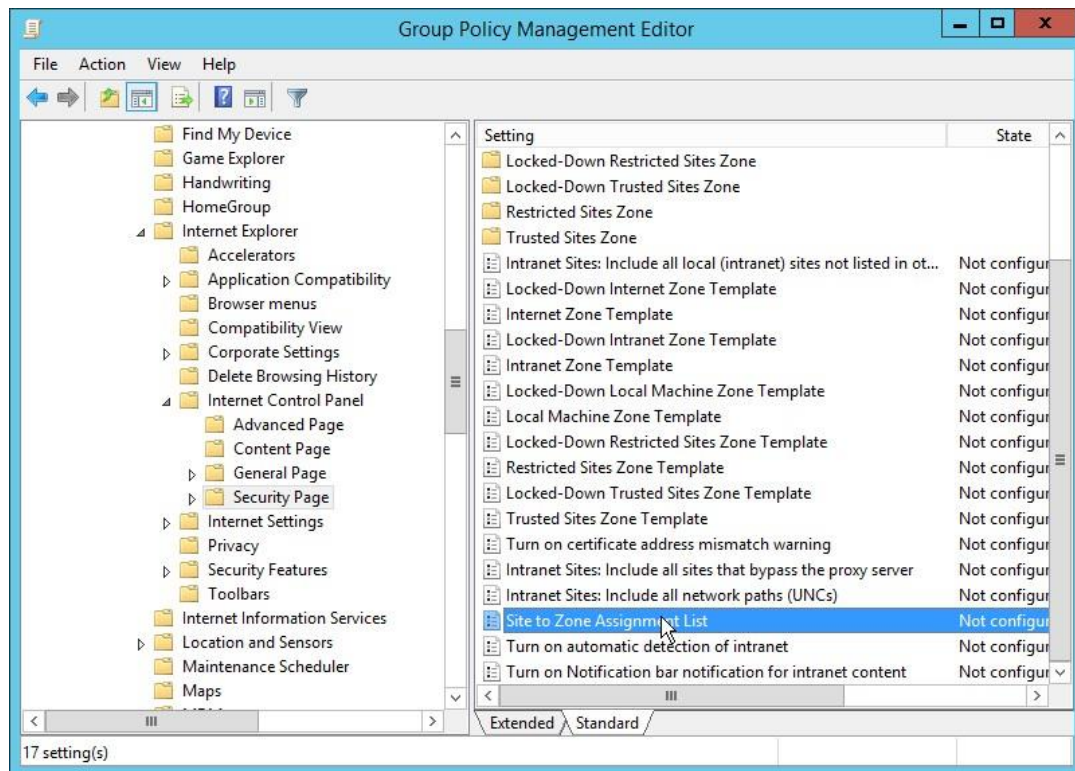 Group Policy Management Editor
File Action View Help
Find My Device
Game Explorer
Handwriting
HomeGroup
Internet Explorer
Accelerators
Application Compatibility
Browser menus
Compatibility View
Corporate Settings
Delete Browsing History
Internet Control Panel
Advanced Page
Content Page
General Page
Security Page
Internet Settings
Privacy
Security Features
Toolbars
Internet Information Services
Location and Sensors
Maintenance Scheduler
Maps
Setting State
Locked-Down Restricted Sites Zone
Locked-Down Trusted Sites Zone
Restricted Sites Zone
Trusted Sites Zone
Intranet Sites: Include all local (intranet) sites not listed in ot... Not configur
Locked-Down Internet Zone Template Not configur
Internet Zone Template Not configur
Locked-Down Intranet Zone Template Not configur
Intranet Zone Template Not configur
Locked-Down Local Machine Zone Template Not configur
Local Machine Zone Template Not configur
Locked-Down Restricted Sites Zone Template Not configur
Restricted Sites Zone Template Not configur
Locked-Down Trusted Sites Zone Template Not configur
Trusted Sites Zone Template Not configur
Turn on certificate address mismatch warning Not configur
Intranet Sites: Include all sites that bypass the proxy server Not configur
Intranet Sites: Include all network paths (UNCs) Not configur
Site to Zone Assignment List Not configur
Turn on automatic detection of intranet Not configur
Turn on Notification bar notification for intranet content Not configur
Extended Standard
17 setting(s)